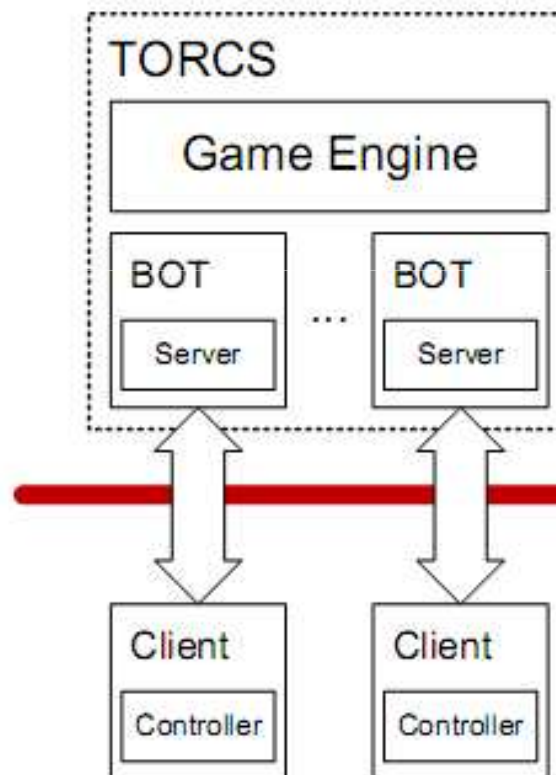 TORCS
Game Engine
BOT
Server
...
BOT
Server
Client
Controller
Client
Controller